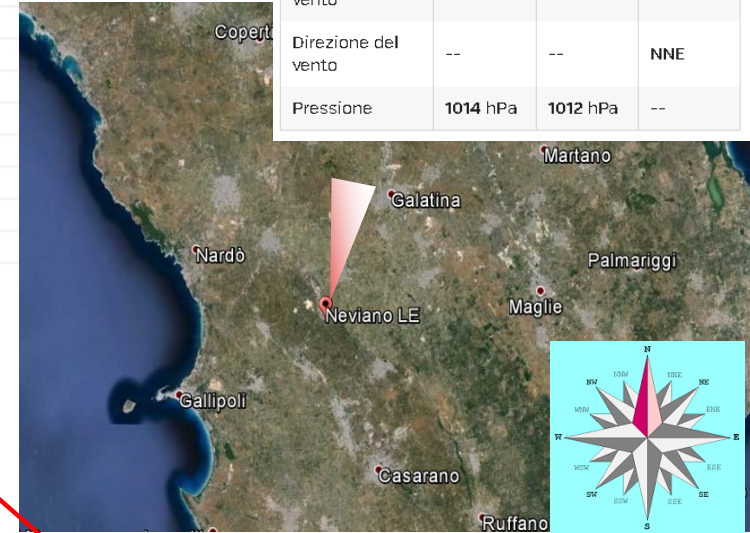 vento
Direzione del
vento
--
--
NNE
Pressione
1014 hPa
1012 hPa
--
Coperti
Martano
Galatina
Nardò
Palmariggi
Maglie
Neviano LE
Gallipoli
Casarano
Ruffano
N
NNW
NNE
NW
NE
WNW
ENE
W
E
WSW
ESE
SW
SE
SSW
SSE
S